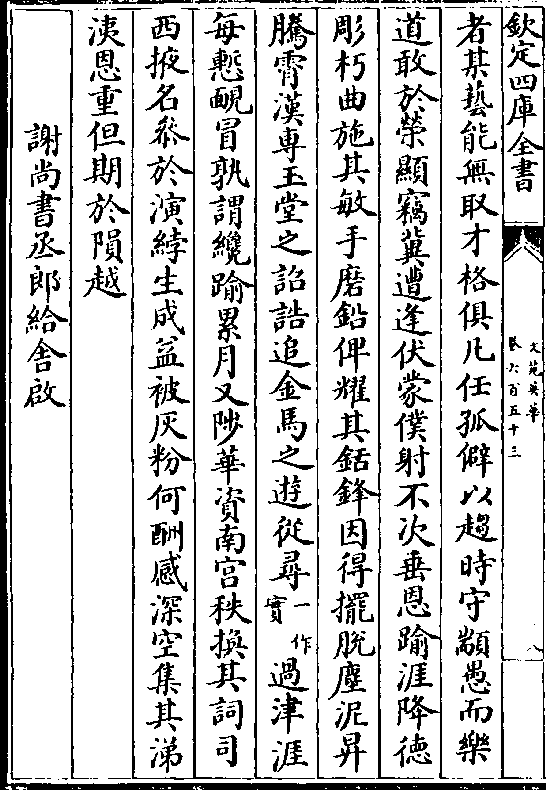 欽定四庫全書
文苑英華
卷六百五十三
八
者某藝能無取才格俱凡任孤僻以趨時守顓愚而樂
道敢於榮顯竊冀遭逢伏蒙僕射不次垂恩踰涯降德
彫朽曲施其敏手磨鉛俾耀其銛鋒因得擺脫塵泥昇
騰霄漢専玉堂之詔誥追金馬之遊從尋一作實過津涯
每慙靦冒孰謂纔踰累月又陟華資南宫秩換其詞司
西掖名叅於演綍生成益被灰粉何酬感深空集其涕
洟恩重但期於隕越
謝尚書丞郎給舎啟